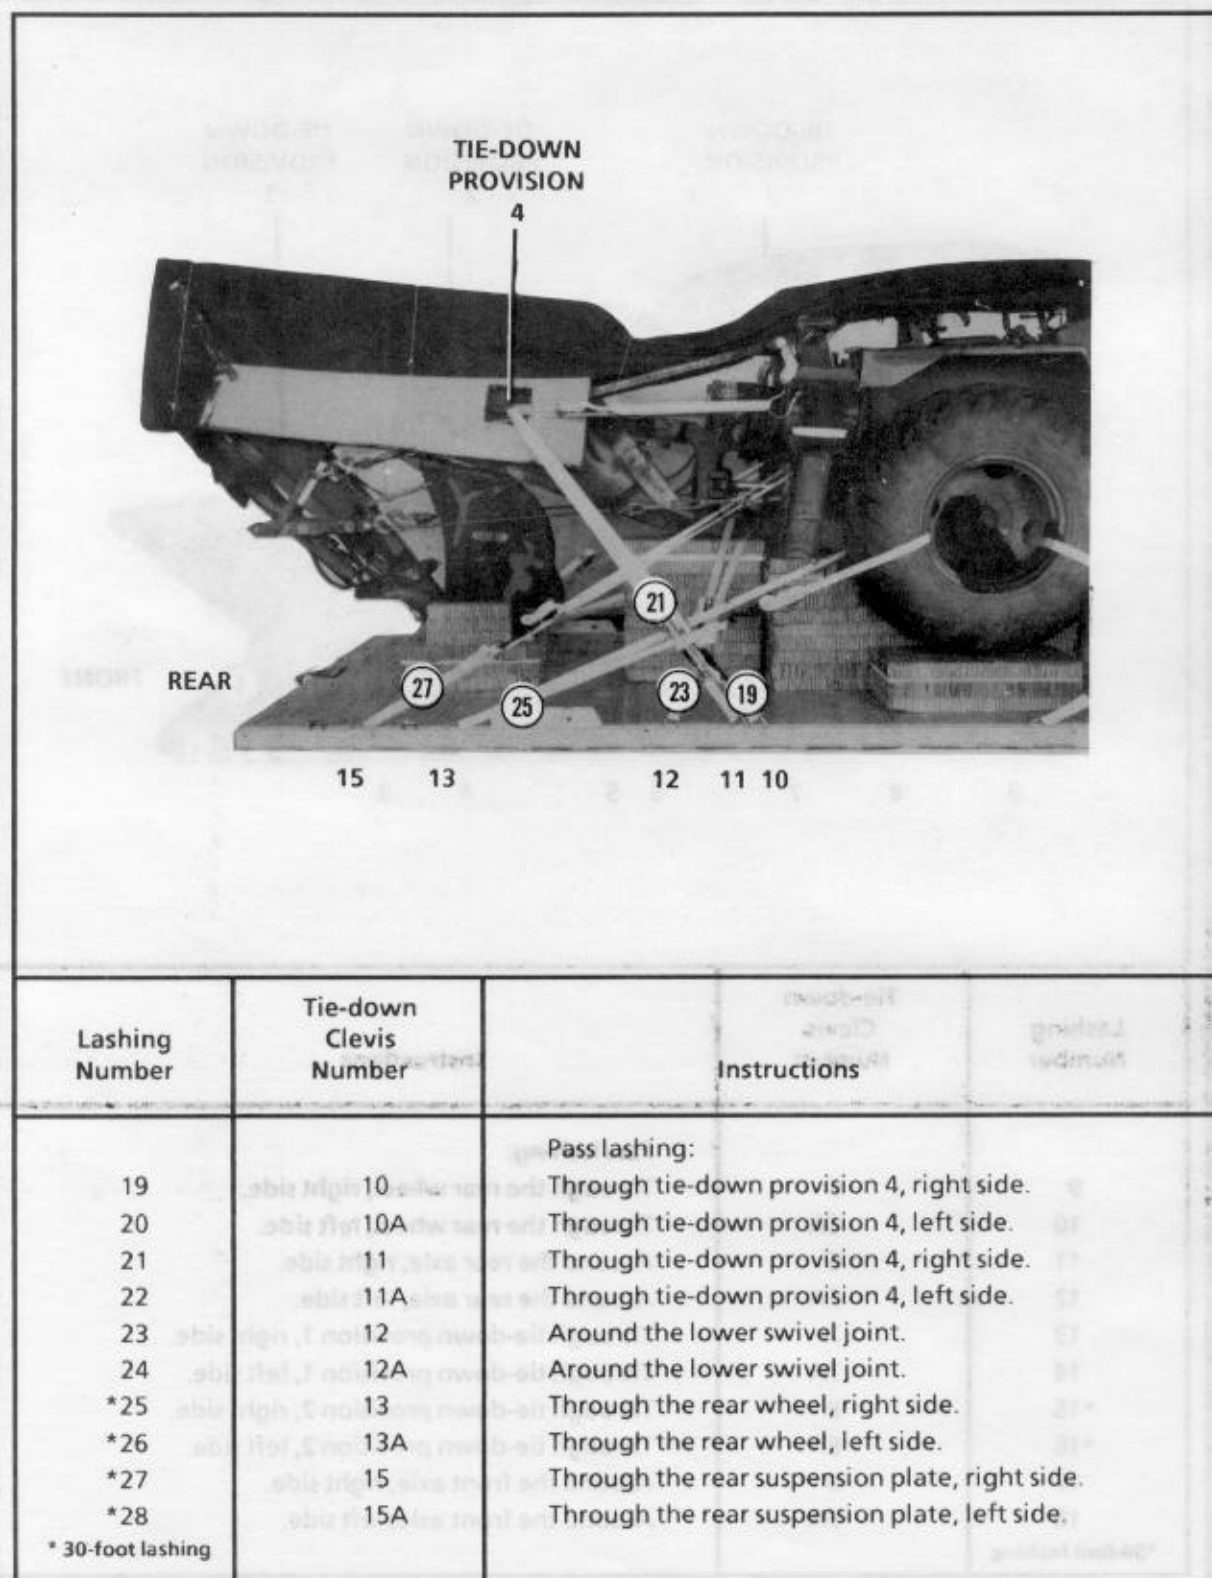 TIE-DOWN
PROVISION
4
21
27
25
23
19
REAR
15 13 12 11 10
Lashing Number Tie-down Clevis Number Instructions
Pass lashing:
19 10 Through tie-down provision 4, right side.
20 10A Through tie-down provision 4, left side.
21 11 Through tie-down provision 4, right side.
22 11A Through tie-down provision 4, left side.
23 12 Around the lower swivel joint.
24 12A Around the lower swivel joint.
*25 13 Through the rear wheel, right side.
*26 13A Through the rear wheel, left side.
*27 15 Through the rear suspension plate, right side.
*28 15A Through the rear suspension plate, left side.
* 30-foot lashing